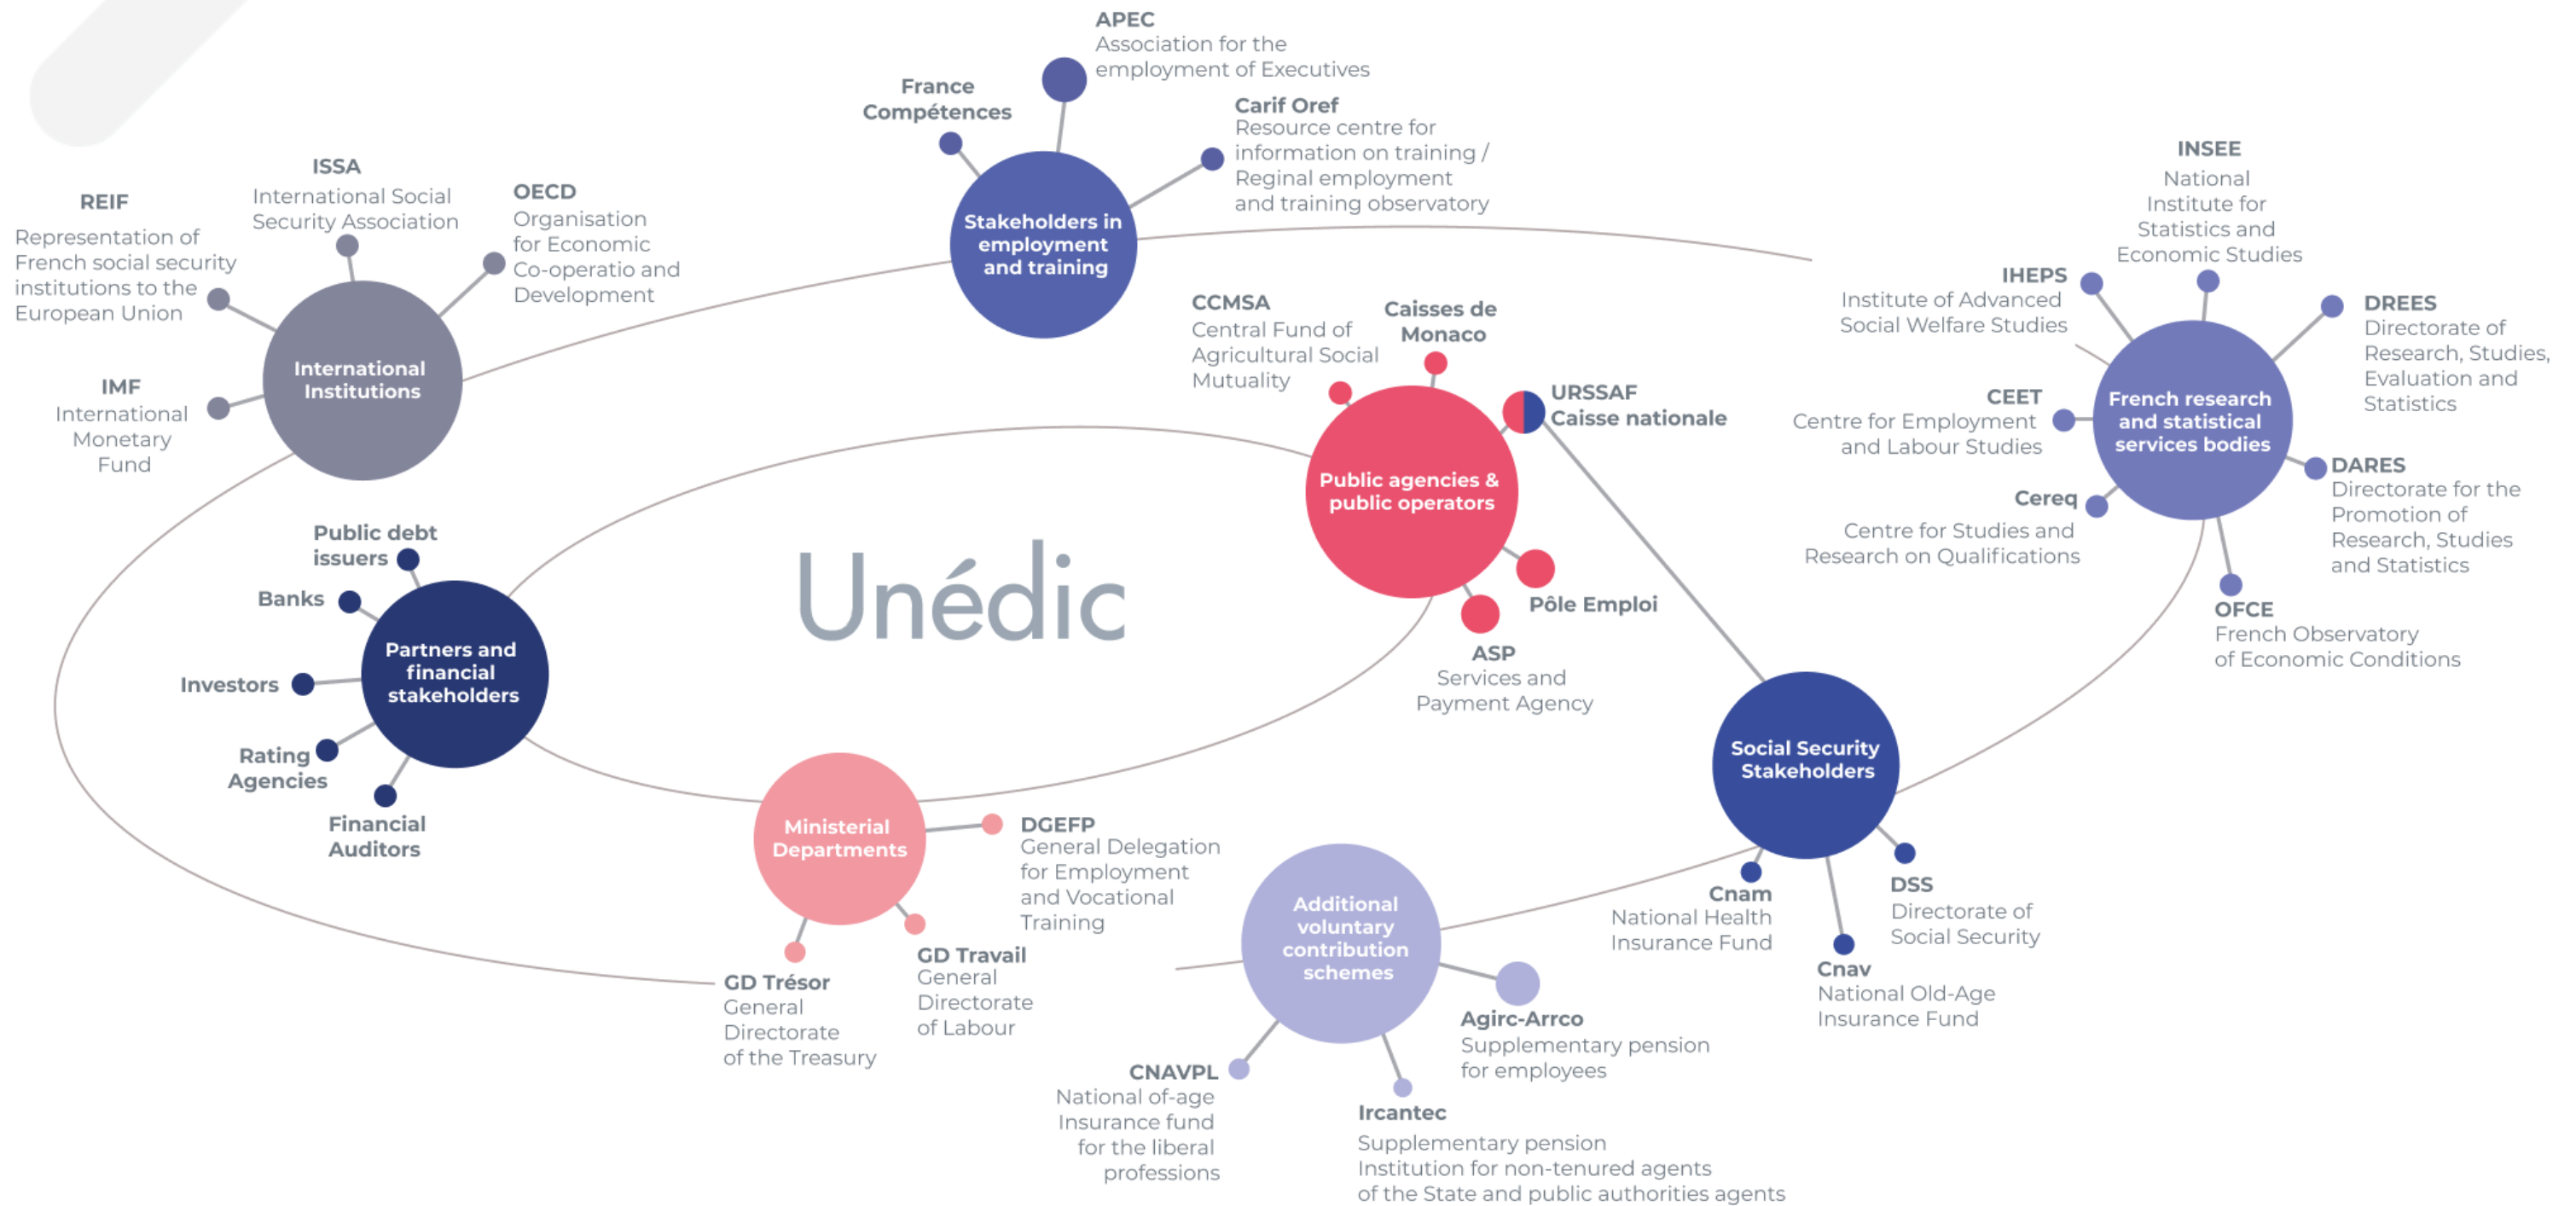 APEC
Association for the
employment of Executives
France
Compétences
Carif Oref
Resource centre for
information on training /
Reginal employment
and training observatory
Stakeholders in
employment
and training
ISSA
International Social
Security Association
REIF
Representation of
French social security
institutions to the
European Union
OECD
Organisation
for Economic
Co-operatio and
Development
IMF
International
Monetary
Fund
International
Institutions
INSEE
National
Institute for
Statistics and
Economic Studies
IHEPS
Institute of Advanced
Social Welfare Studies
DREES
Directorate of
Research, Studies,
Evaluation and
Statistics
CEET
Centre for Employment
and Labour Studies
French research
and statistical
services bodies
DARES
Directorate for the
Promotion of
Research, Studies
and Statistics
Cereq
Centre for Studies and
Research on Qualifications
OFCE
French Observatory
of Economic Conditions
CCMSA
Central Fund of
Agricultural Social
Mutuality
Caisses de
Monaco
URSSAF
Caisse nationale
Public agencies &
public operators
Pôle Emploi
ASP
Services and
Payment Agency
Unédic
Public debt
issuers
Banks
Investors
Rating
Agencies
Financial
Auditors
Partners and
financial
stakeholders
Ministerial
Departments
DGEFP
General Delegation
for Employment
and Vocational
Training
GD Travail
General
Directorate
of Labour
GD Trésor
General
Directorate
of the Treasury
Social Security
Stakeholders
Cnam
National Health
Insurance Fund
DSS
Directorate of
Social Security
Cnav
National Old-Age
Insurance Fund
Additional
voluntary
contribution
schemes
Agirc-Arrco
Supplementary pension
for employees
CNAVPL
National of-age
Insurance fund
for the liberal
professions
Ircantec
Supplementary pension
Institution for non-tenured agents
of the State and public authorities agents